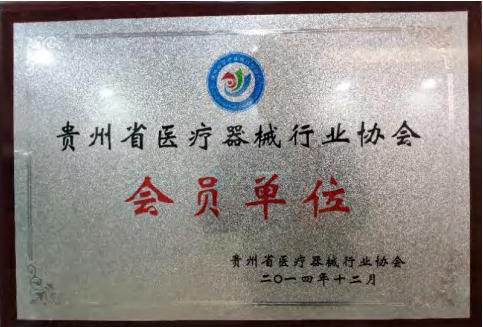 贵州省医疗器械行业协会
会员单位
贵州省医疗器械行业协会
二〇一四年十二月